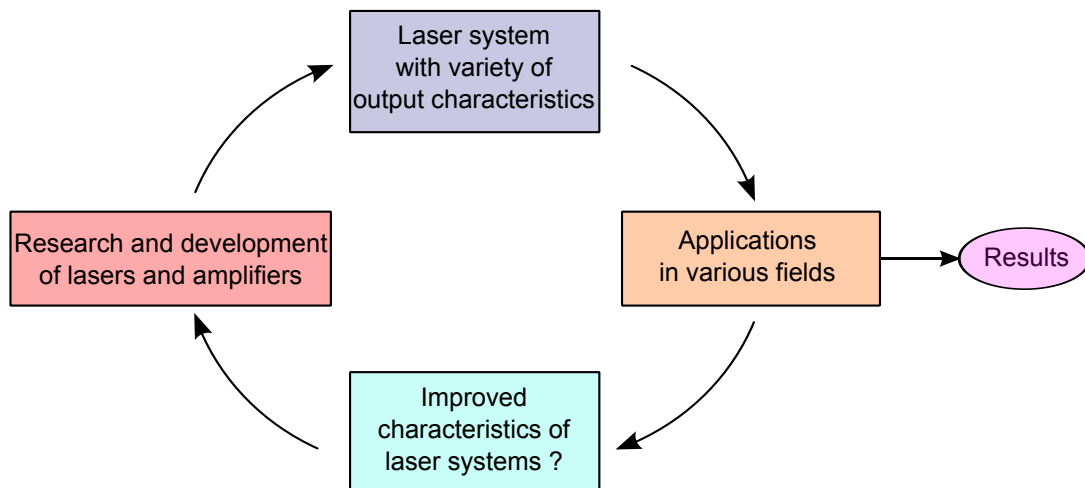 Laser system
with variety of
output characteristics
Research and development
of lasers and amplifiers
Applications
in various fields
Results
Improved
characteristics of
laser systems ?